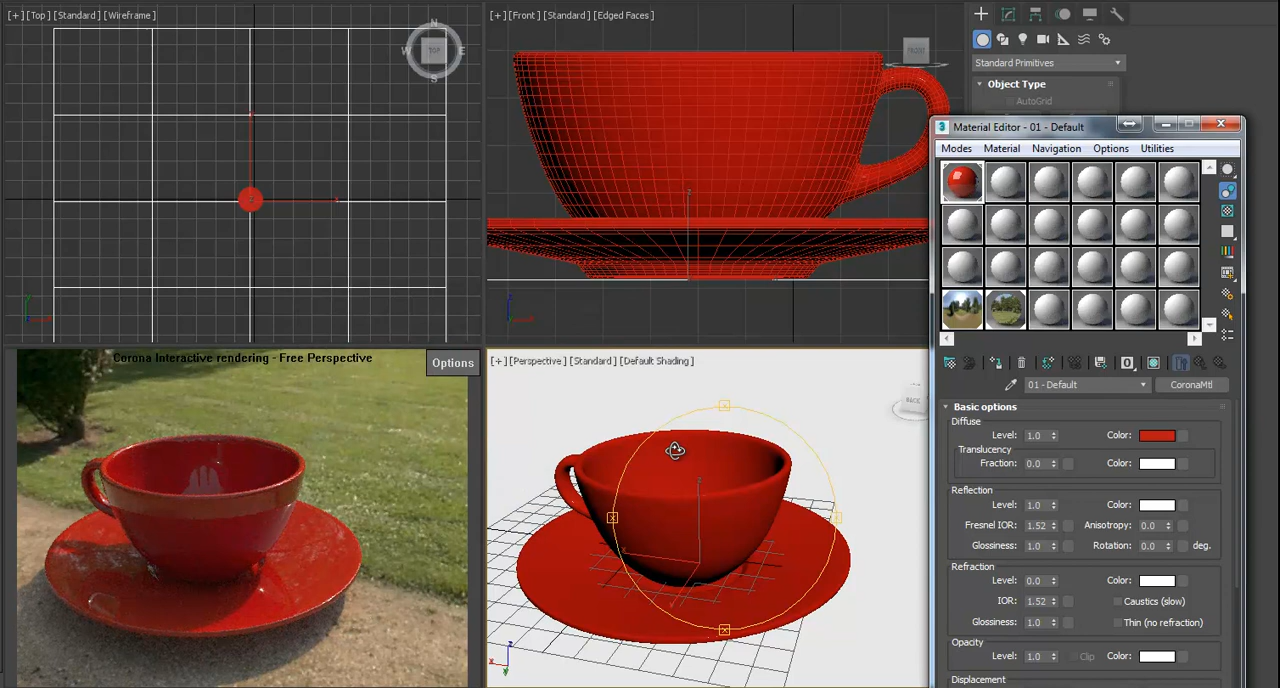 [+] [Top] [Standard] [Wireframe]
N
W TOP E
S
[+] [Front] [Standard] [Edged Faces]
FRONT
Standard Primitives
Object Type
AutoGrid
3 Material Editor - 01 - Default
Modes Material Navigation Options Utilities
Corona Interactive rendering - Free Perspective
Options
[+] [Perspective] [Standard] [Default Shading]
BACK
z
x
y
01 - Default CoronaMtl
Basic options
Diffuse
Level: 1.0 Color:
Translucency
Fraction: 0.0 Color:
Reflection
Level: 1.0 Color:
Fresnel IOR: 1.52 Anisotropy: 0.0
Glossiness: 1.0 Rotation: 0.0 deg.
Refraction
Level: 0.0 Color:
IOR: 1.52 Caustics (slow)
Glossiness: 1.0 Thin (no refraction)
Opacity
Level: 1.0 Clip Color:
Displacement